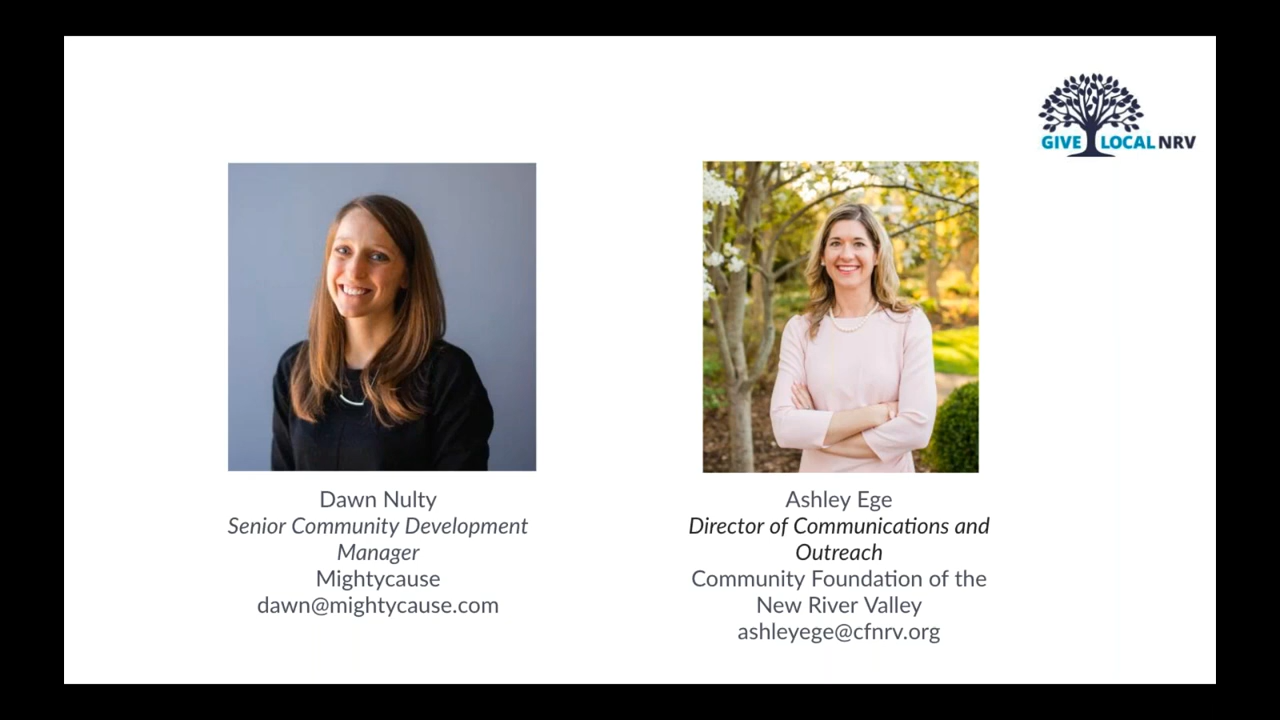 GIVE LOCAL NRV
Dawn Nulty
Senior Community Development
Manager
Mightycause
dawn@mightycause.com
Ashley Ege
Director of Communications and
Outreach
Community Foundation of the
New River Valley
ashleyege@cfnrv.org